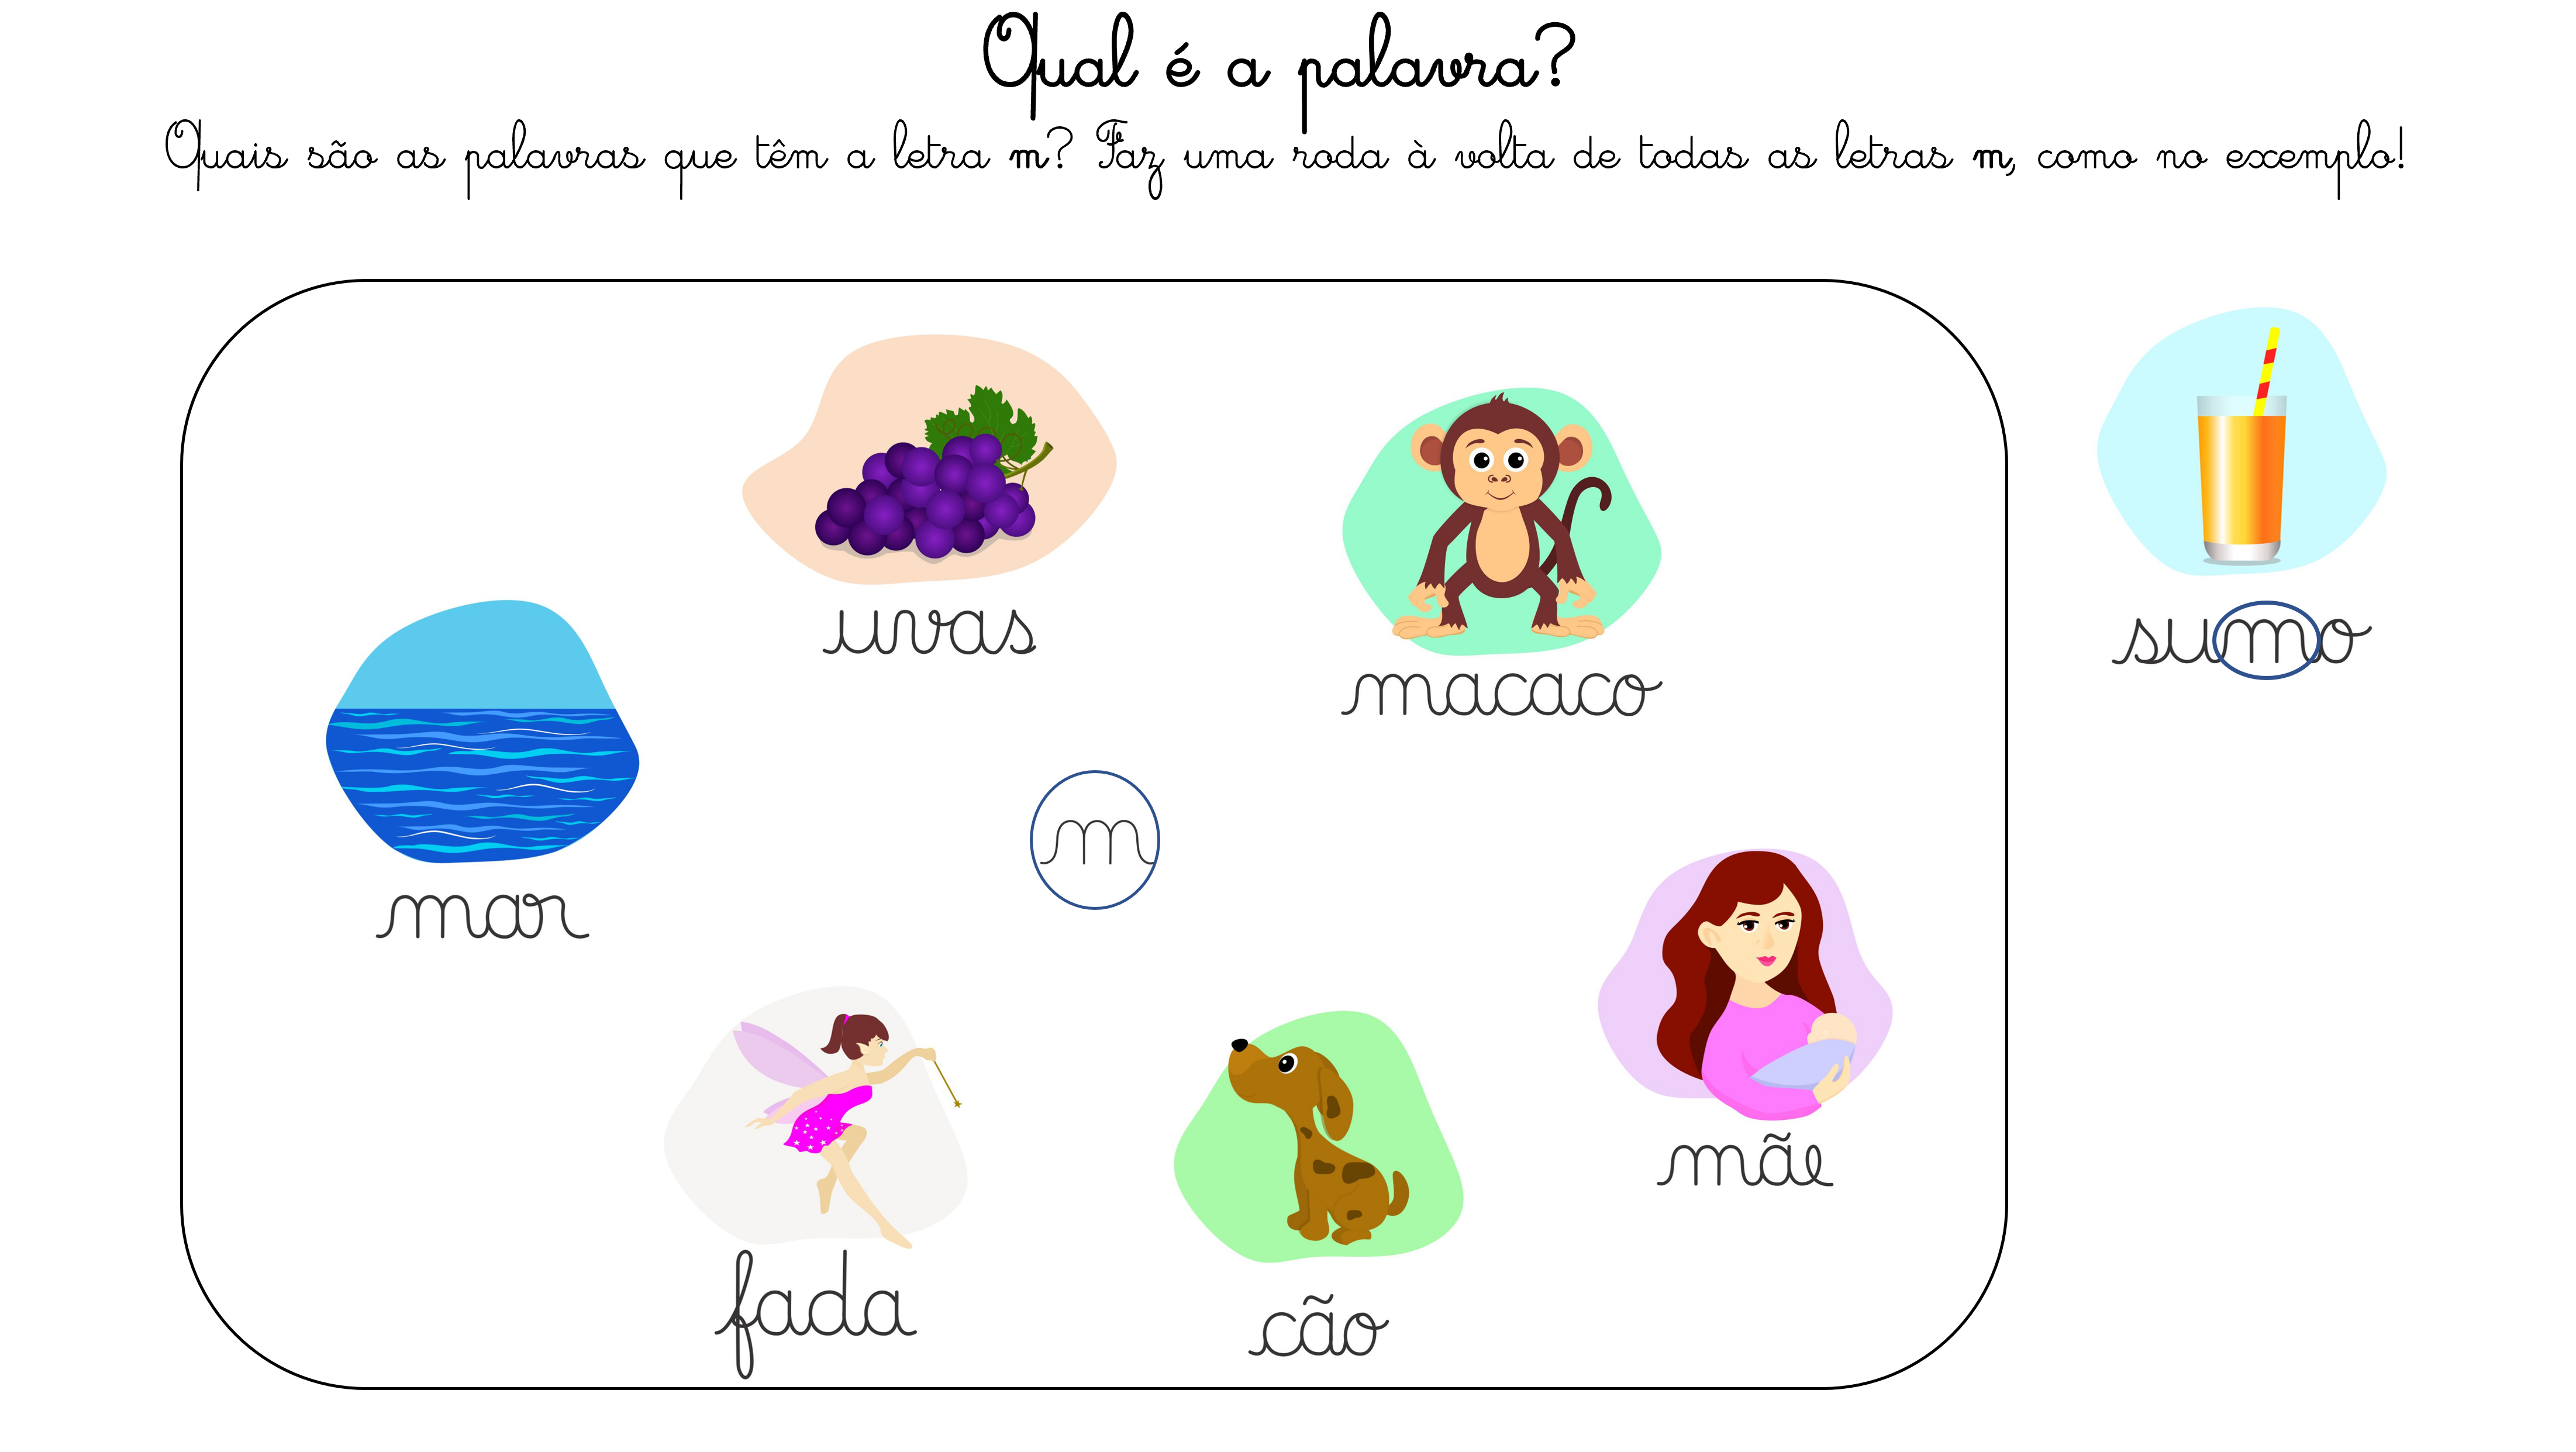 Qual é a palavra?
Quais são as palavras que têm a letra m? Faz uma roda à volta de todas as letras m, como no exemplo!
uvas
macaco
sumo
mar
m
mãe
fada
cão